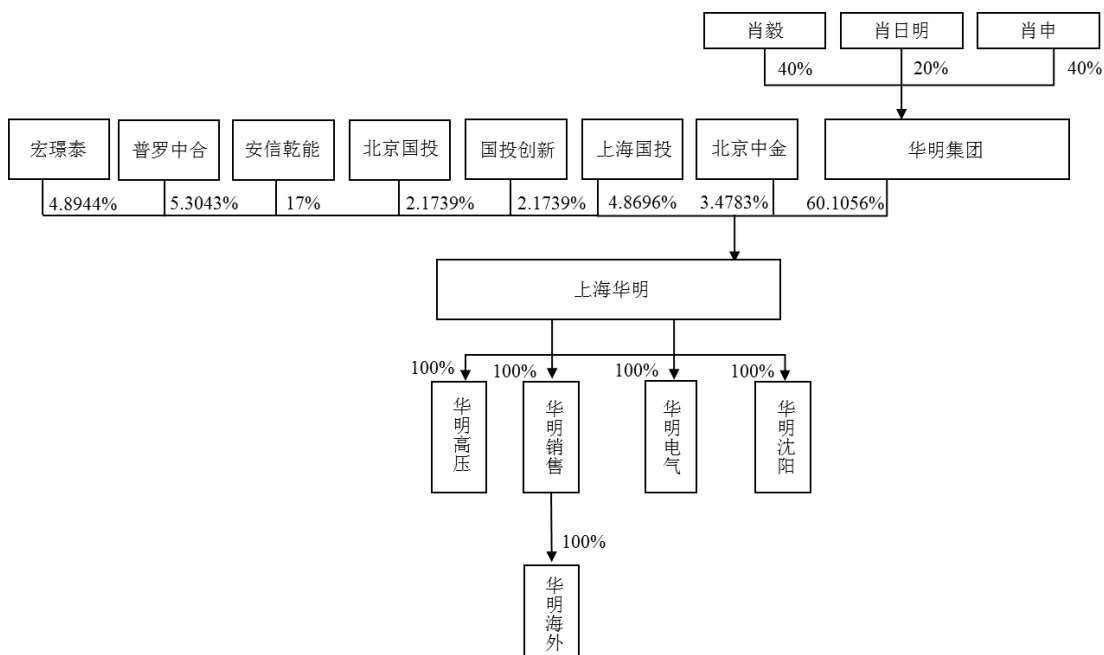 肖毅
肖日明
肖申
40%
20%
40%
宏璟泰
普罗中合
安信乾能
北京国投
国投创新
上海国投
北京中金
华明集团
4.8944%
5.3043%
17%
2.1739%
2.1739%
4.8696%
3.4783%
60.1056%
上海华明
100%
100%
100%
100%
华明高压
华明销售
华明电气
华明沈阳
100%
华明海外